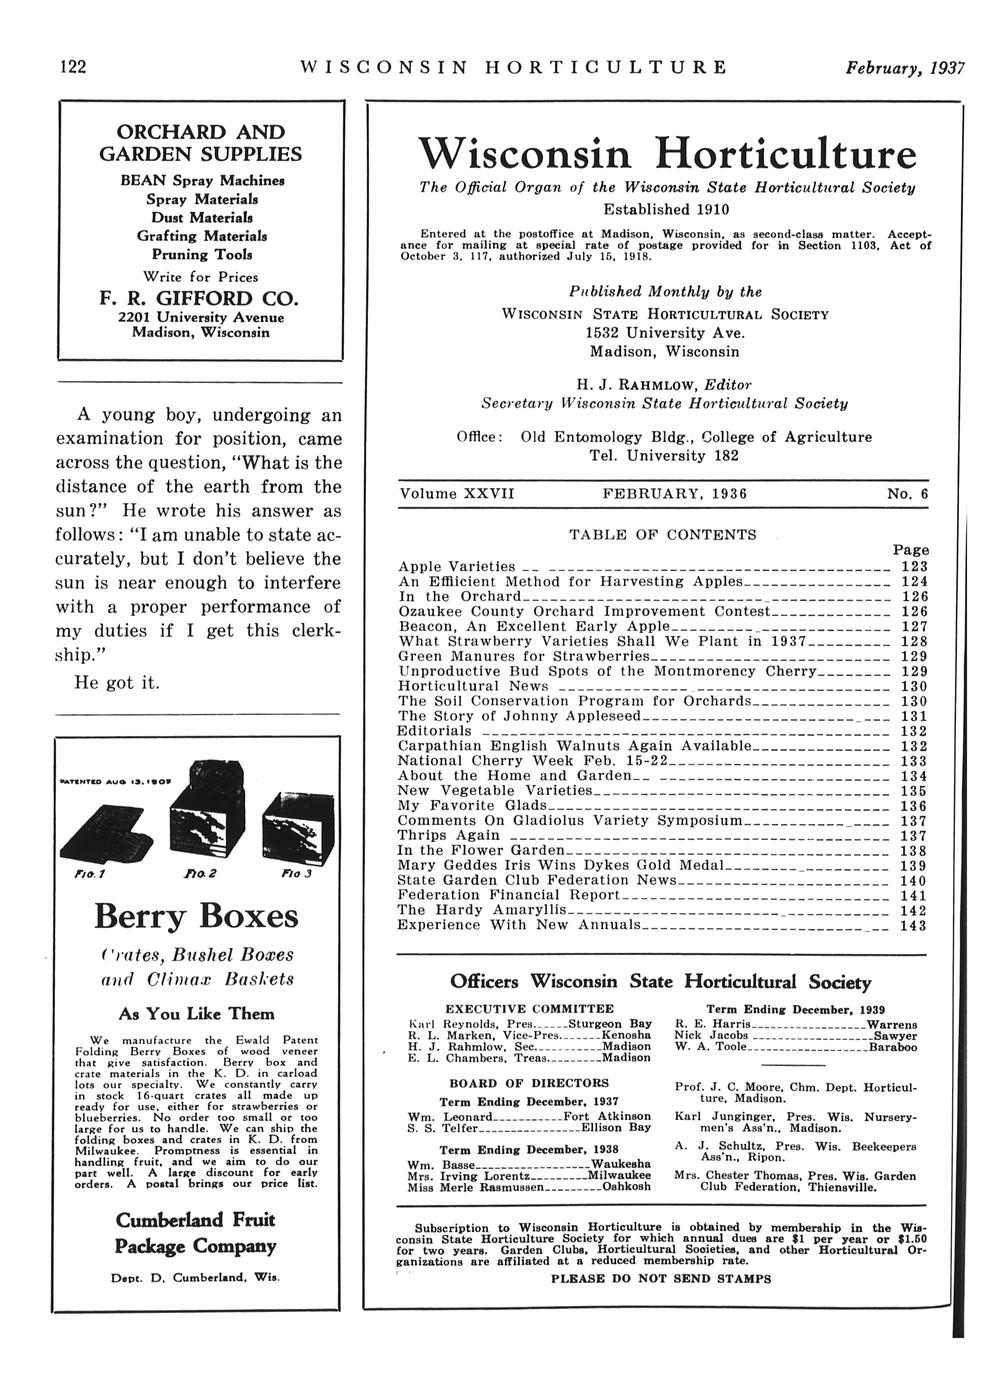 122
WISCONSIN HORTICULTURE
February, 1937
ORCHARD AND
GARDEN SUPPLIES
BEAN Spray Machines
Spray Materials
Dust Materials
Grafting Materials
Pruning Tools
Write for Prices
F. R. GIFFORD CO.
2201 University Avenue
Madison, Wisconsin
A young boy, undergoing an
examination for position, came
across the question, "What is the
distance of the earth from the
sun?" He wrote his answer as
follows: "I am unable to state ac-
curately, but I don't believe the
sun is near enough to interfere
with a proper performance of
my duties if I get this clerk-
ship."
He got it.
PATENTED AUG 13. 1907
FIG. 1 FIG. 2 FIG 3
Berry Boxes
Crates, Bushel Boxes
and Climax Baskets
As You Like Them
We manufacture the Ewald Patent
Folding Berry Boxes of wood veneer
that give satisfaction. Berry box and
crate materials in the K. D. in carload
lots our specialty. We constantly carry
in stock 16-quart crates all made up
ready for use, either for strawberries or
blueberries. No order too small or too
large for us to handle. We can ship the
folding boxes and crates in K. D. from
Milwaukee. Promptness is essential in
handling fruit, and we aim to do our
part well. A large discount for early
orders. A postal brings our price list.
Cumberland Fruit
Package Company
Dept. D, Cumberland, Wis.
Wisconsin Horticulture
The Official Organ of the Wisconsin State Horticultural Society
Established 1910
Entered at the postoffice at Madison, Wisconsin, as second-class matter. Accept-
ance for mailing at special rate of postage provided for in Section 1103, Act of
October 3, 117, authorized July 15, 1918.
Published Monthly by the
WISCONSIN STATE HORTICULTURAL SOCIETY
1532 University Ave.
Madison, Wisconsin
H. J. RAHMLOW, Editor
Secretary Wisconsin State Horticultural Society
Office: Old Entomology Bldg., College of Agriculture
Tel. University 182
Volume XXVII FEBRUARY, 1936 No. 6
TABLE OF CONTENTS
Page
Apple Varieties 123
An Efflicient Method for Harvesting Apples 124
In the Orchard 126
Ozaukee County Orchard Improvement Contest 126
Beacon, An Excellent Early Apple 127
What Strawberry Varieties Shall We Plant in 1937 128
Green Manures for Strawberries 129
Unproductive Bud Spots of the Montmorency Cherry 129
Horticultural News 130
The Soil Conservation Program for Orchards 130
The Story of Johnny Appleseed 131
Editorials 132
Carpathian English Walnuts Again Available 132
National Cherry Week Feb. 15-22 133
About the Home and Garden 134
New Vegetable Varieties 135
My Favorite Glads 136
Comments On Gladiolus Variety Symposium 137
Thrips Again 137
In the Flower Garden 138
Mary Geddes Iris Wins Dykes Gold Medal 139
State Garden Club Federation News 140
Federation Financial Report 141
The Hardy Amaryllis 142
Experience With New Annuals 143
Officers Wisconsin State Horticultural Society
EXECUTIVE COMMITTEE
Karl Reynolds, Pres. Sturgeon Bay
R. L. Marken, Vice-Pres. Kenosha
H. J. Rahmlow, Sec. Madison
E. L. Chambers, Treas. Madison
BOARD OF DIRECTORS
Term Ending December, 1937
Wm. Leonard Fort Atkinson
S. S. Telfer Ellison Bay
Term Ending December, 1938
Wm. Basse Waukesha
Mrs. Irving Lorentz Milwaukee
Miss Merle Rasmussen Oshkosh
Term Ending December, 1939
R. E. Harris Warrens
Nick Jacobs Sawyer
W. A. Toole Baraboo
Prof. J. C. Moore, Chm. Dept. Horticul-
ture, Madison.
Karl Junginger, Pres. Wis. Nursery-
men's Ass'n., Madison.
A. J. Schultz, Pres. Wis. Beekeepers
Ass'n., Ripon.
Mrs. Chester Thomas, Pres. Wis. Garden
Club Federation, Thiensville.
Subscription to Wisconsin Horticulture is obtained by membership in the Wis-
consin State Horticulture Society for which annual dues are $1 per year or $1.50
for two years. Garden Clubs, Horticultural Societies, and other Horticultural Or-
ganizations are affiliated at a reduced membership rate.
PLEASE DO NOT SEND STAMPS